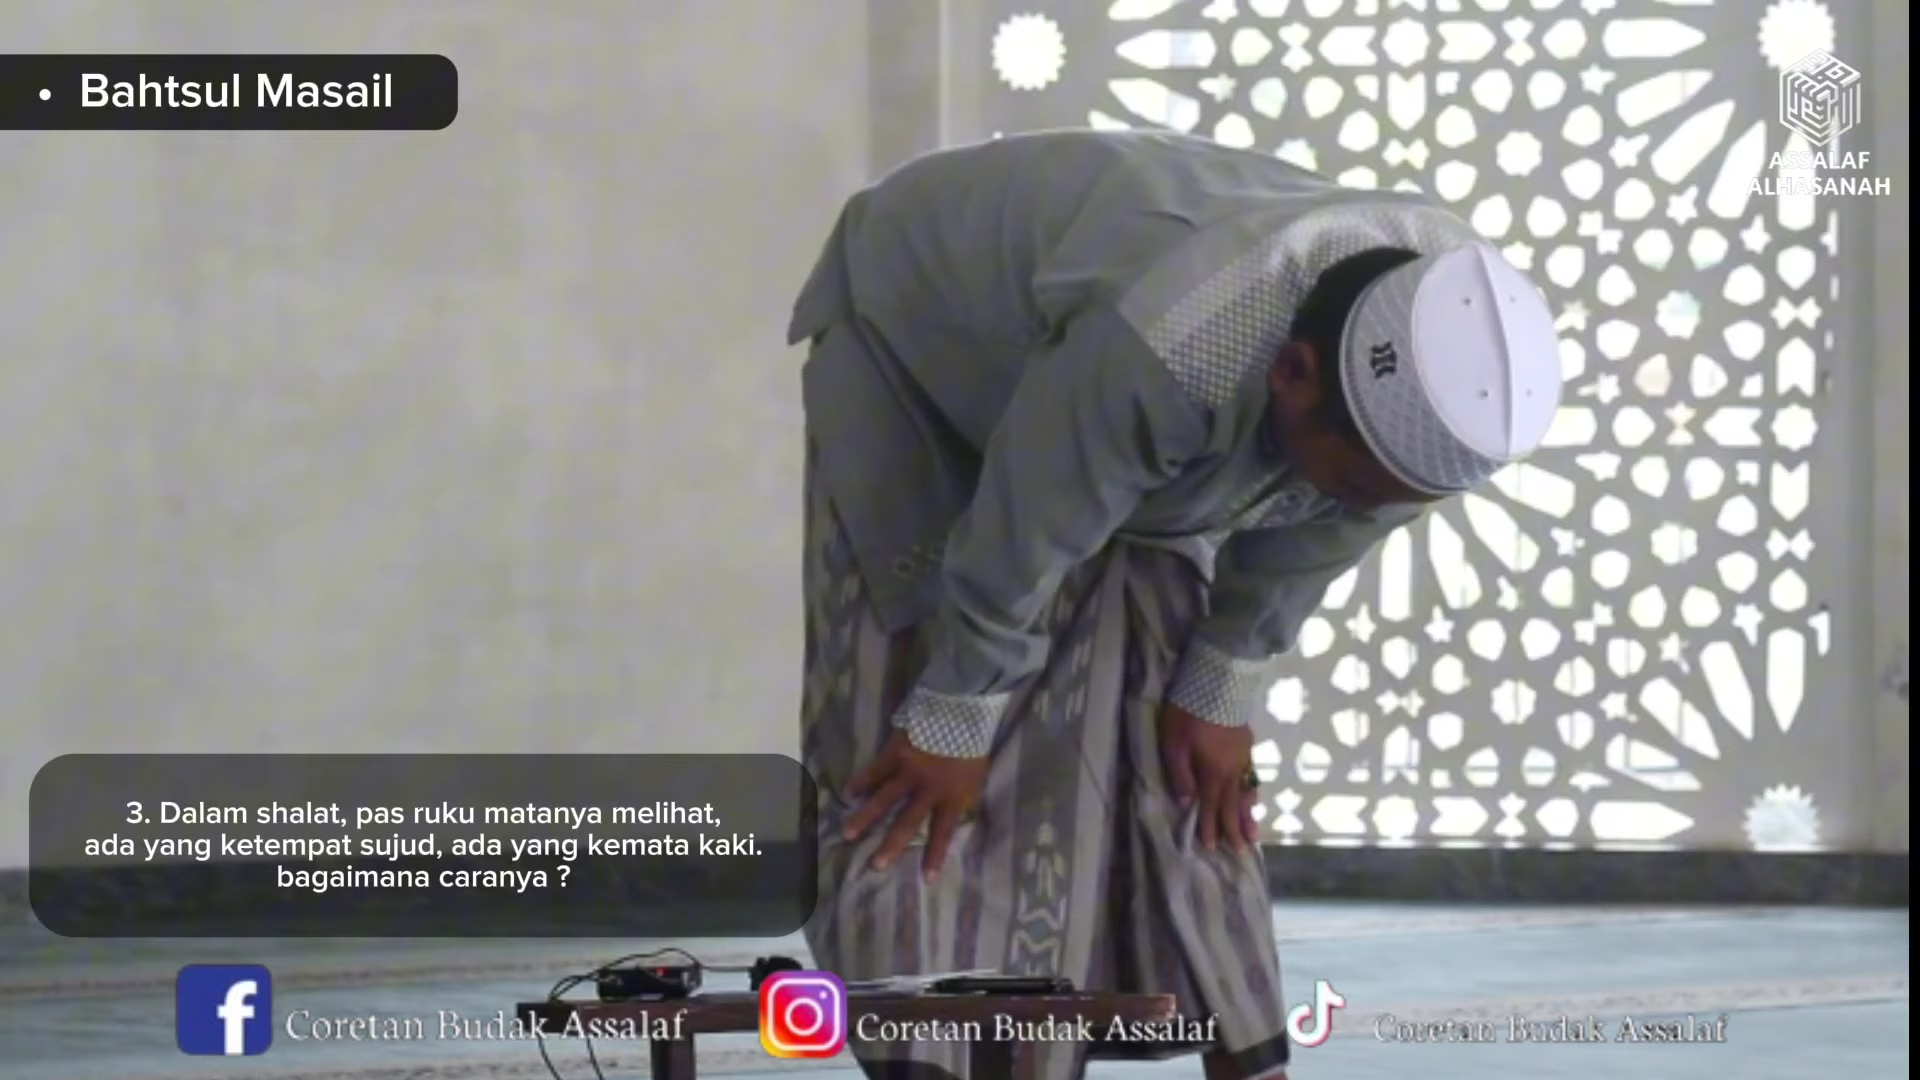 • Bahtsul Masail
ASSALAF
ALHASANAH
3. Dalam shalat, pas ruku matanya melihat,
ada yang ketempat sujud, ada yang kemata kaki.
bagaimana caranya ?
Coretan Budak Assalaf
Coretan Budak Assalaf
Coretan Budak Assalaf